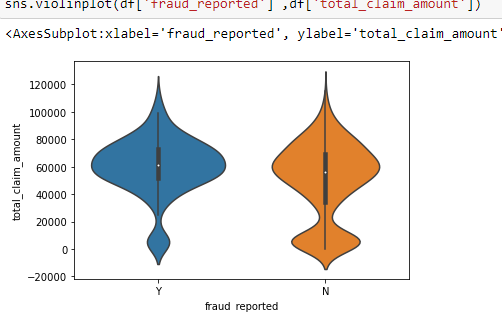 sns.violinplot(df['fraud_reported'] ,df['total_claim_amount'])
<AxesSubplot:xlabel='fraud_reported', ylabel='total_claim_amount'
120000
100000
80000
60000
40000
20000
0
−20000
total_claim_amount
Y N
fraud_reported